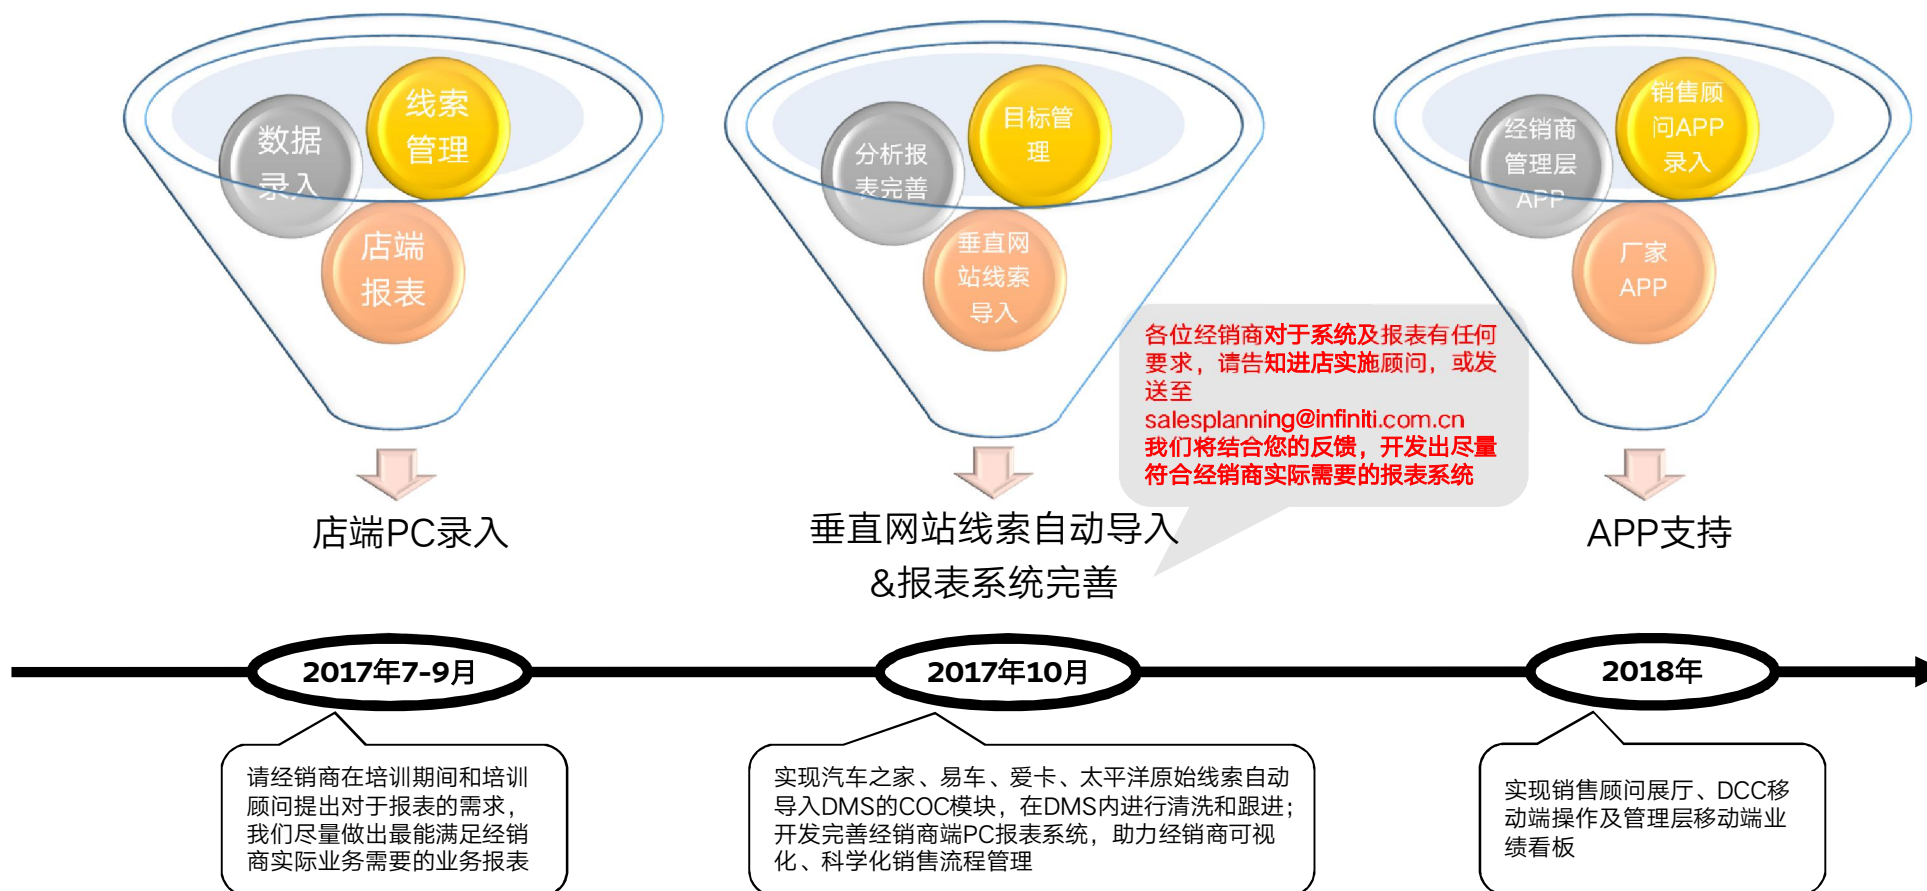 数据
录入
线索
管理
店端
报表
分析报
表完善
目标管
理
垂直网
站线索
导入
经销商
管理层
APP
销售顾
问APP
录入
厂家
APP
各位经销商对于系统及报表有任何
要求，请告知进店实施顾问，或发
送至
salesplanning@infiniti.com.cn
我们将结合您的反馈，开发出尽量
符合经销商实际需要的报表系统
店端PC录入
垂直网站线索自动导入
&报表系统完善
APP支持
2017年7-9月
2017年10月
2018年
请经销商在培训期间和培训
顾问提出对于报表的需求，
我们尽量做出最能满足经销
商实际业务需要的业务报表
实现汽车之家、易车、爱卡、太平洋原始线索自动
导入DMS的COC模块，在DMS内进行清洗和跟进；
开发完善经销商端PC报表系统，助力经销商可视
化、科学化销售流程管理
实现销售顾问展厅、DCC移
动端操作及管理层移动端业
绩看板